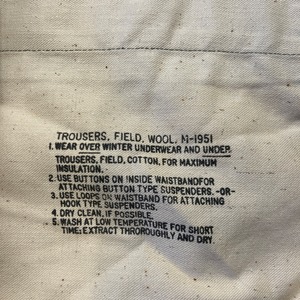 TROUSERS, FIELD, WOOL, M-1951
1. WEAR OVER WINTER UNDERWEAR AND UNDER
TROUSERS, FIELD, COTTON, FOR MAXIMUM
INSULATION.
2. USE BUTTONS ON INSIDE WAISTBANDFOR
ATTACHING BUTTON TYPE SUSPENDERS. -OR-
3. USE LOOPS ON WAISTBAND FOR ATTACHING
HOOK TYPE SUSPENDERS.
4. DRY CLEAN, IF POSSIBLE.
5. WASH AT LOW TEMPERATURE FOR SHORT
TIME; EXTRACT THROROUGHLY AND DRY.